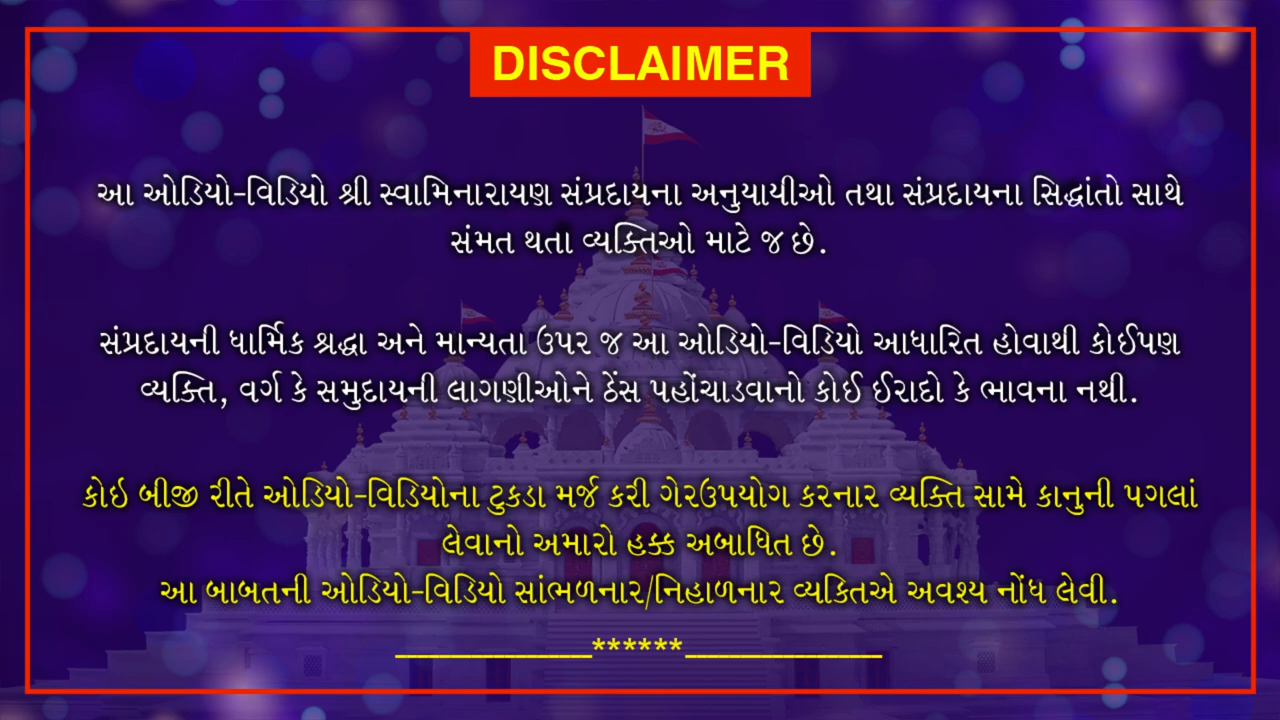 DISCLAIMER
આ ઓડિયો-વિડિયો શ્રી સ્વામિનારાયણ સંપ્રદાયના અનુયાયીઓ તથા સંપ્રદાયના સિદ્ધાંતો સાથે
સંમત થતા વ્યક્તિઓ માટે જ છે.
સંપ્રદાયની ધાર્મિક શ્રદ્ધા અને માન્યતા ઉપર જ આ ઓડિયો-વિડિયો આધારિત હોવાથી કોઈપણ
વ્યક્તિ, વર્ગ કે સમુદાયની લાગણીઓને ઠેંસ પહોંચાડવાનો કોઈ ઈરાદો કે ભાવના નથી.
કોઇ બીજી રીતે ઓડિયો-વિડિયોના ટુકડા મર્જ કરી ગેરઉપયોગ કરનાર વ્યક્તિ સામે કાનુની પગલાં
લેવાનો અમારો હક્ક અબાધિત છે.
આ બાબતની ઓડિયો-વિડિયો સાંભળનાર/નિહાળનાર વ્યકિતએ અવશ્ય નોંધ લેવી.
________________******________________